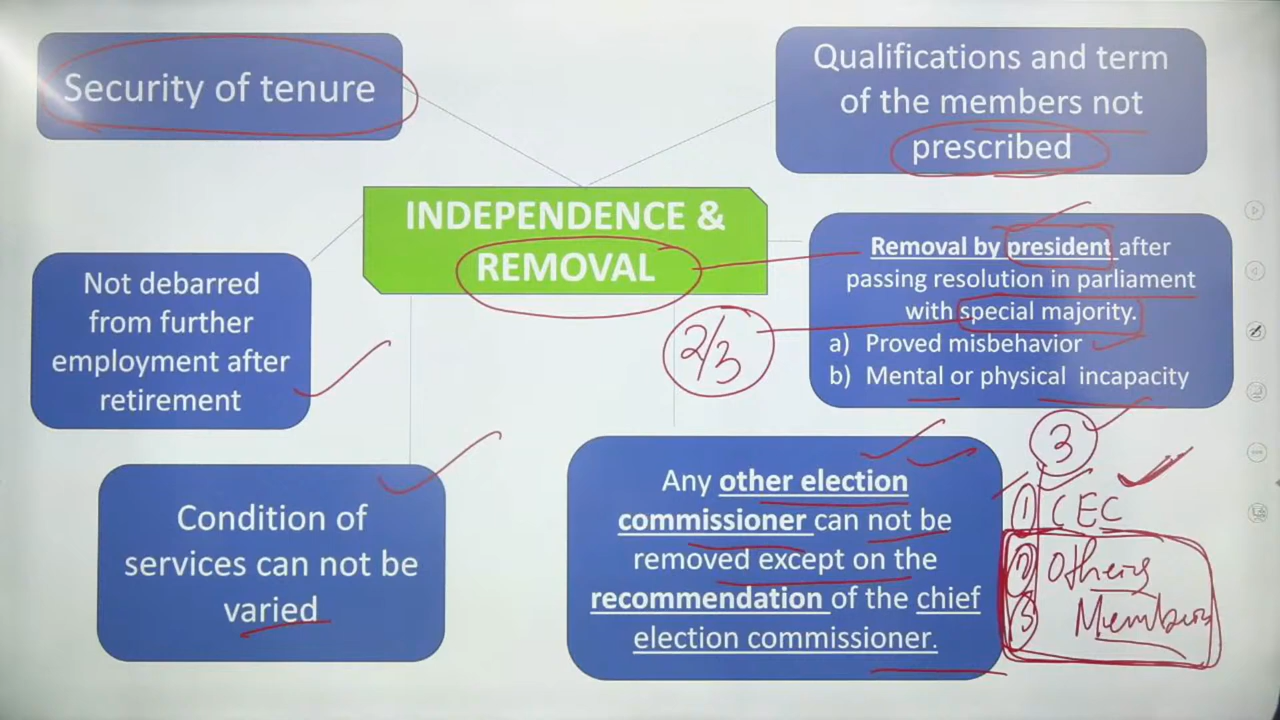 Security of tenure
Qualifications and term
of the members not
prescribed
INDEPENDENCE &
REMOVAL
Removal by president after
passing resolution in parliament
with special majority.
a) Proved misbehavior
b) Mental or physical incapacity
2/3
Not debarred
from further
employment after
retirement
Condition of
services can not be
varied
Any other election
commissioner can not be
removed except on the
recommendation of the chief
election commissioner.
3
1 CEC
2 Others
3 Members